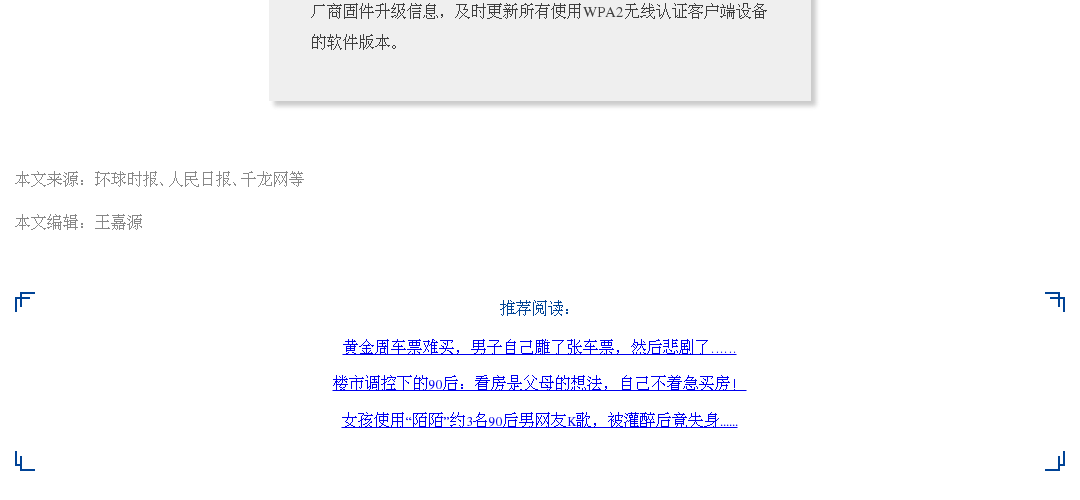 厂商固件升级信息，及时更新所有使用WPA2无线认证客户端设备
的软件版本。
本文来源：环球时报、人民日报、千龙网等
本文编辑：王嘉源
推荐阅读：
黄金周车票难买，男子自己雕了张车票，然后悲剧了……
楼市调控下的90后：看房是父母的想法，自己不着急买房！
女孩使用“陌陌”约3名90后男网友K歌，被灌醉后竟失身......